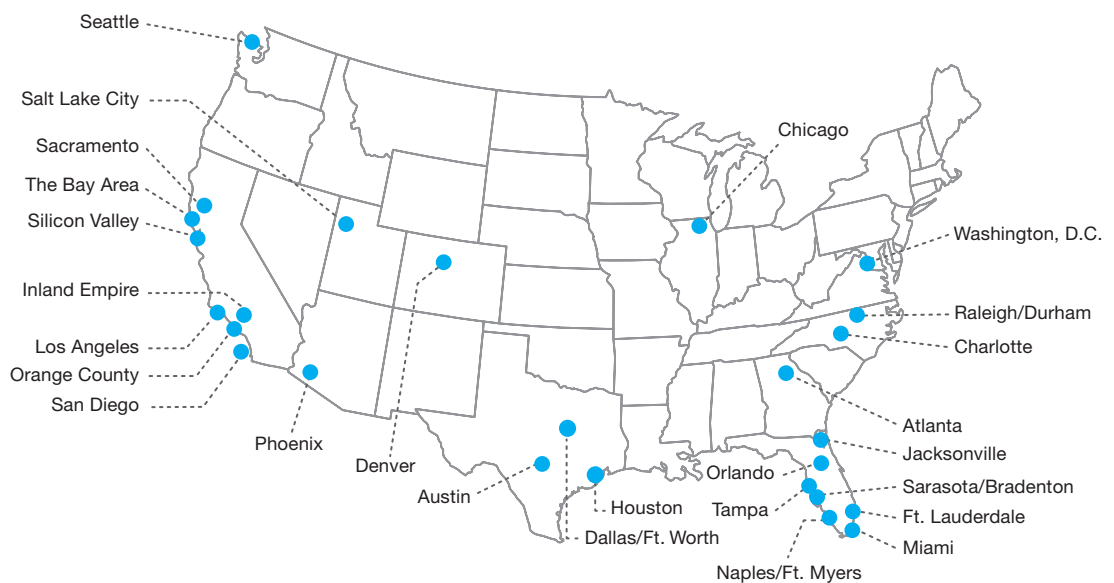 Seattle
Salt Lake City
Sacramento
The Bay Area
Silicon Valley
Inland Empire
Los Angeles
Orange County
San Diego
Phoenix
Denver
Austin
Houston
Dallas/Ft. Worth
Chicago
Washington, D.C.
Raleigh/Durham
Charlotte
Atlanta
Jacksonville
Orlando
Sarasota/Bradenton
Tampa
Ft. Lauderdale
Miami
Naples/Ft. Myers